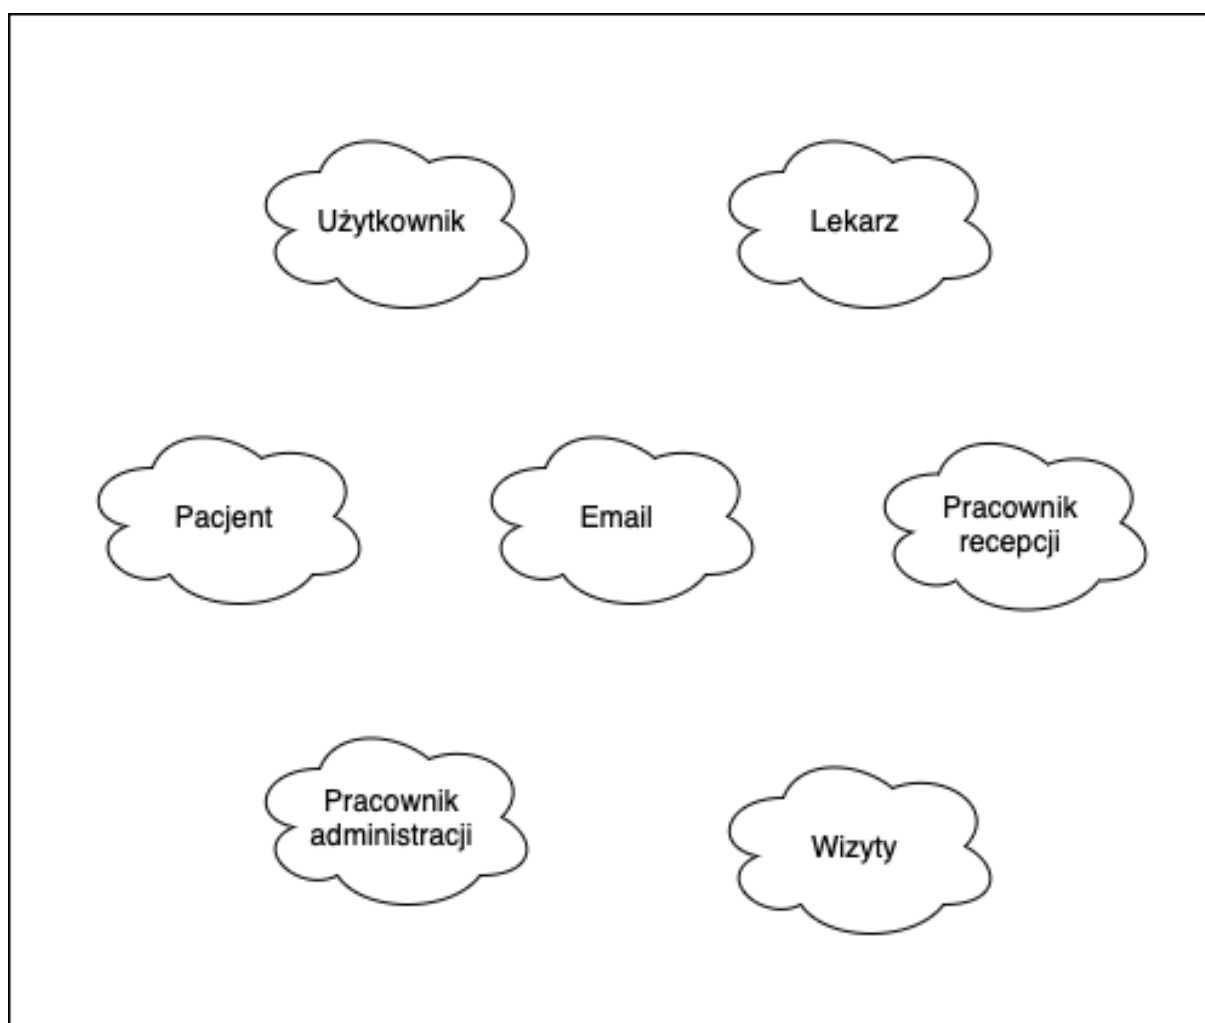 Użytkownik
Lekarz
Pacjent
Email
Pracownik
recepcji
Pracownik
administracji
Wizyty